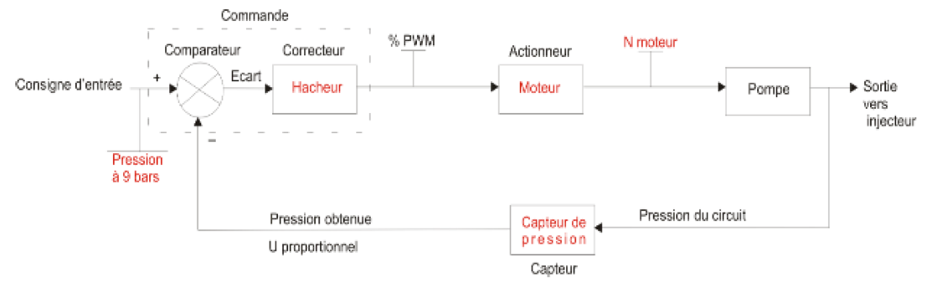 Commande
Comparateur
Correcteur
% PWM
Actionneur
N moteur
Consigne d'entrée
+
Ecart
Hacheur
Moteur
Pompe
Sortie
vers
injecteur
–
Pression
à 9 bars
Pression obtenue
U proportionnel
Capteur de
pression
Pression du circuit
Capteur